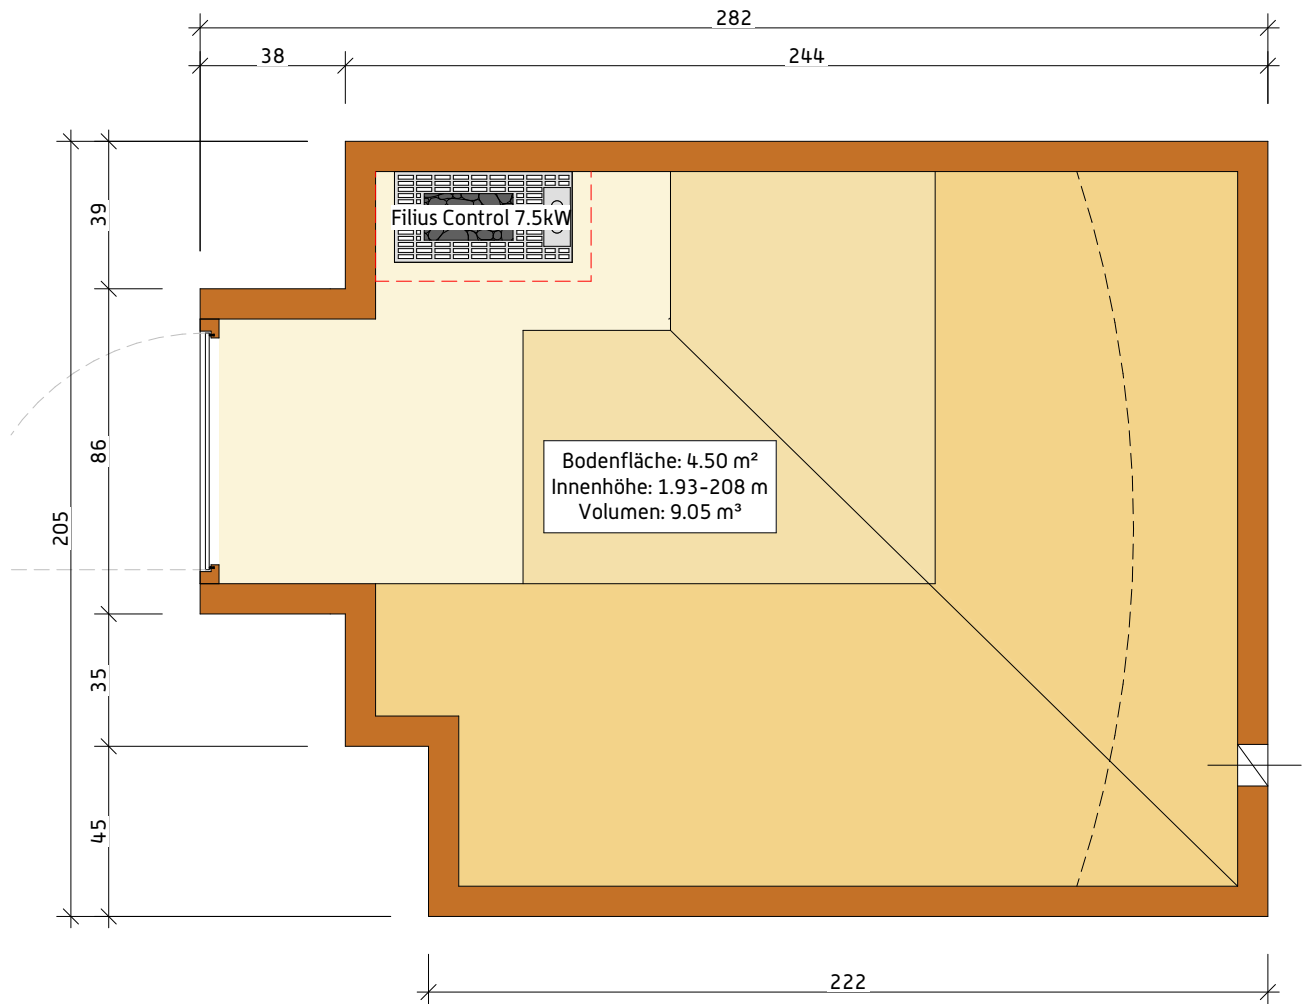 282
38
244
39
Filius Control 7.5kW
86
Bodenfläche: 4.50 m²
Innenhöhe: 1.93-208 m
Volumen: 9.05 m³
205
35
45
222